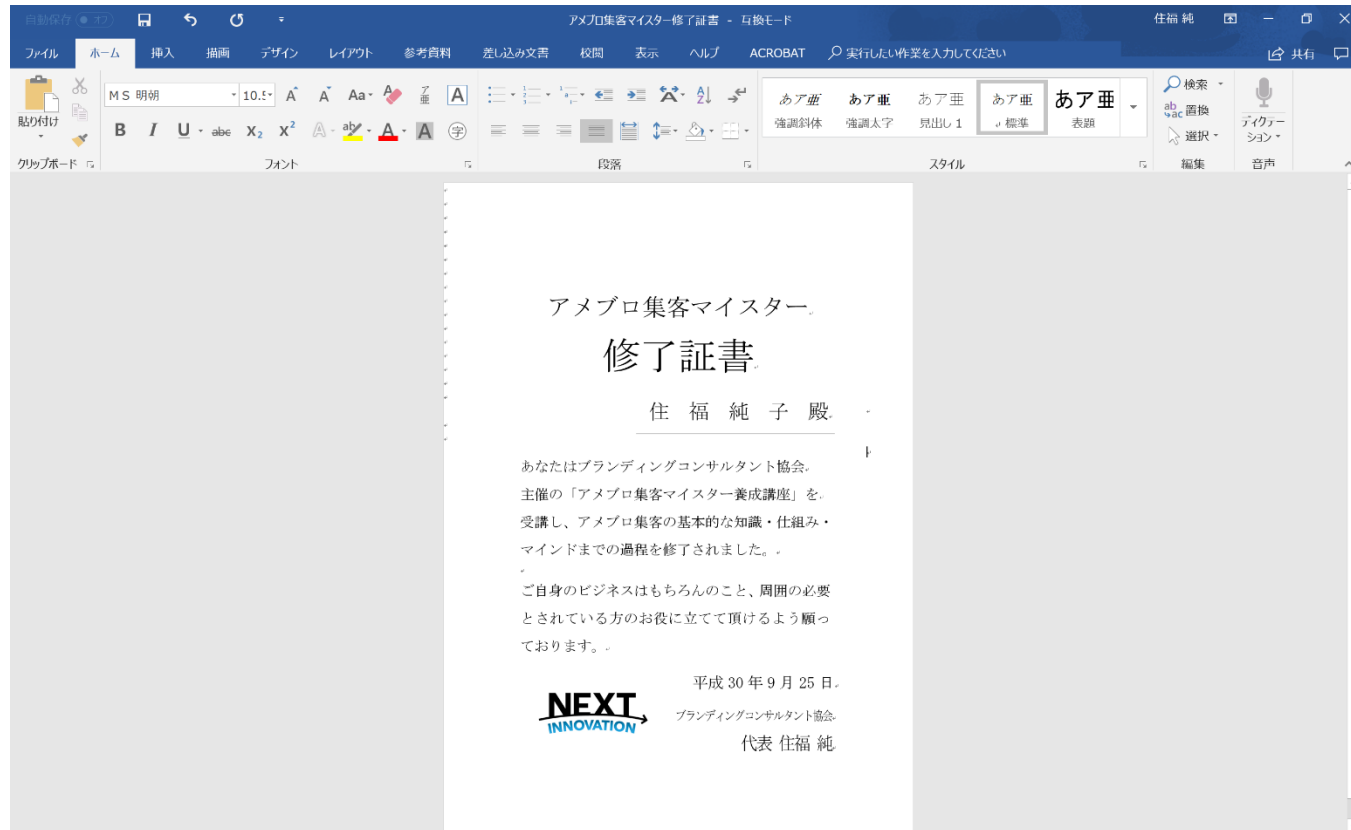 自動保存 オフ
アメブロ集客マイスター修了証書 - 互換モード
住福 純
ファイル ホーム 挿入 描画 デザイン レイアウト 参考資料 差し込み文書 校閲 表示 ヘルプ ACROBAT 実行したい作業を入力してください 共有
貼り付け
MS 明朝 10.5 A A Aa ア亜 A
B I U abc X₂ X² A ab A A 字
あア亜 あア亜 あア亜 あア亜 あア亜
強調斜体 強調太字 見出し 1 標準 表題
検索
置換
選択
ディクテーション
クリップボード フォント 段落 スタイル 編集 音声
アメブロ集客マイスター
修了証書
住 福 純 子 殿
あなたはブランディングコンサルタント協会
主催の「アメブロ集客マイスター養成講座」を
受講し、アメブロ集客の基本的な知識・仕組み・
マインドまでの過程を修了されました。
ご自身のビジネスはもちろんのこと、周囲の必要
とされている方のお役に立てて頂けるよう願っ
ております。
平成 30 年 9 月 25 日
NEXT
INNOVATION
ブランディングコンサルタント協会
代表 住福 純